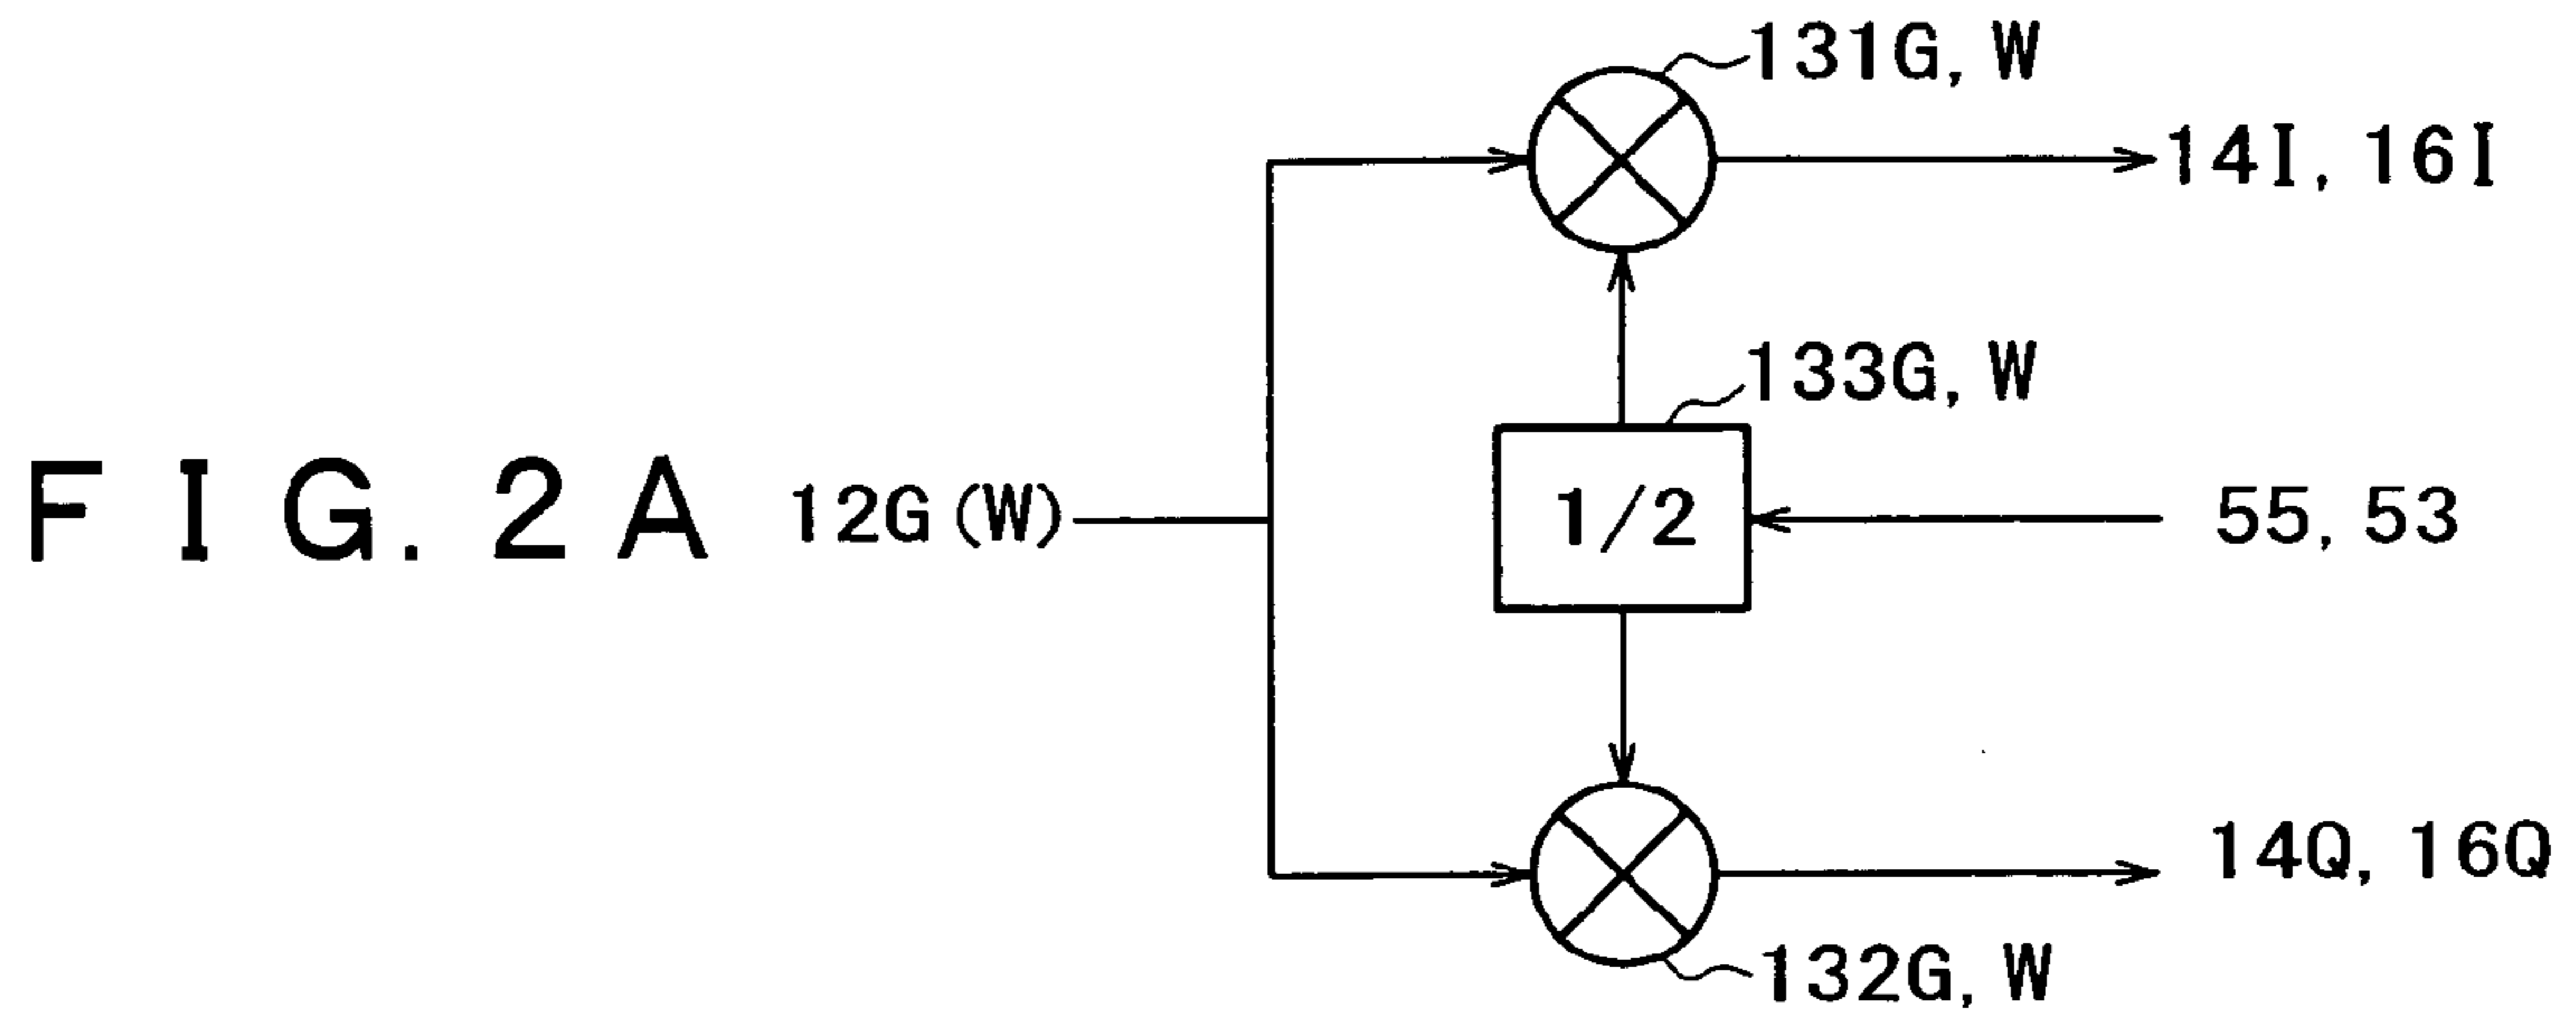 131G, W
14I, 16I
133G, W
FIG. 2A
12G (W)
1/2
55, 53
14Q, 16Q
132G, W